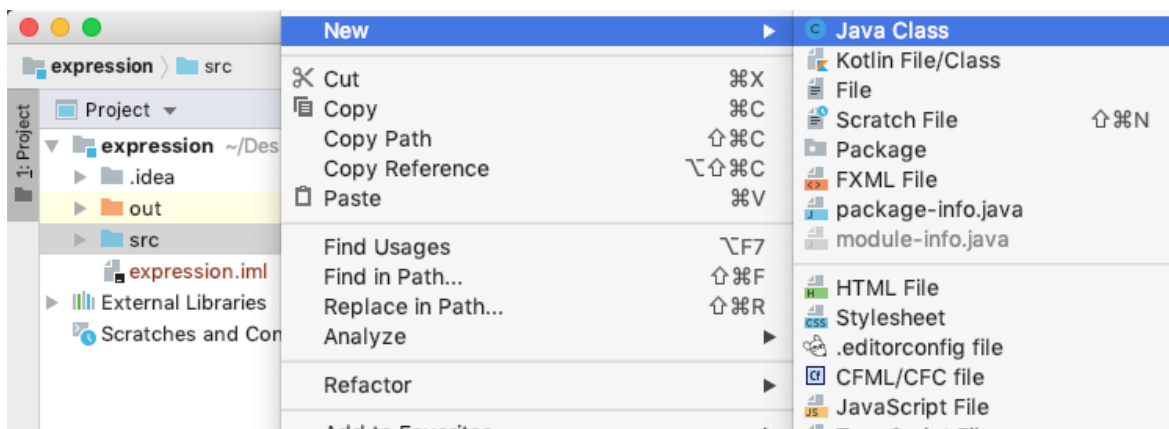 expression 〉 src
1: Project
Project
expression ~/Des
.idea
out
src
expression.iml
External Libraries
Scratches and Con
New
Cut ⌘X
Copy ⌘C
Copy Path ⇧⌘C
Copy Reference ⌥⇧⌘C
Paste ⌘V
Find Usages ⌥F7
Find in Path... ⇧⌘F
Replace in Path... ⇧⌘R
Analyze
Refactor
Java Class
Kotlin File/Class
File
Scratch File ⇧⌘N
Package
FXML File
package-info.java
module-info.java
HTML File
Stylesheet
.editorconfig file
CFML/CFC file
JavaScript File